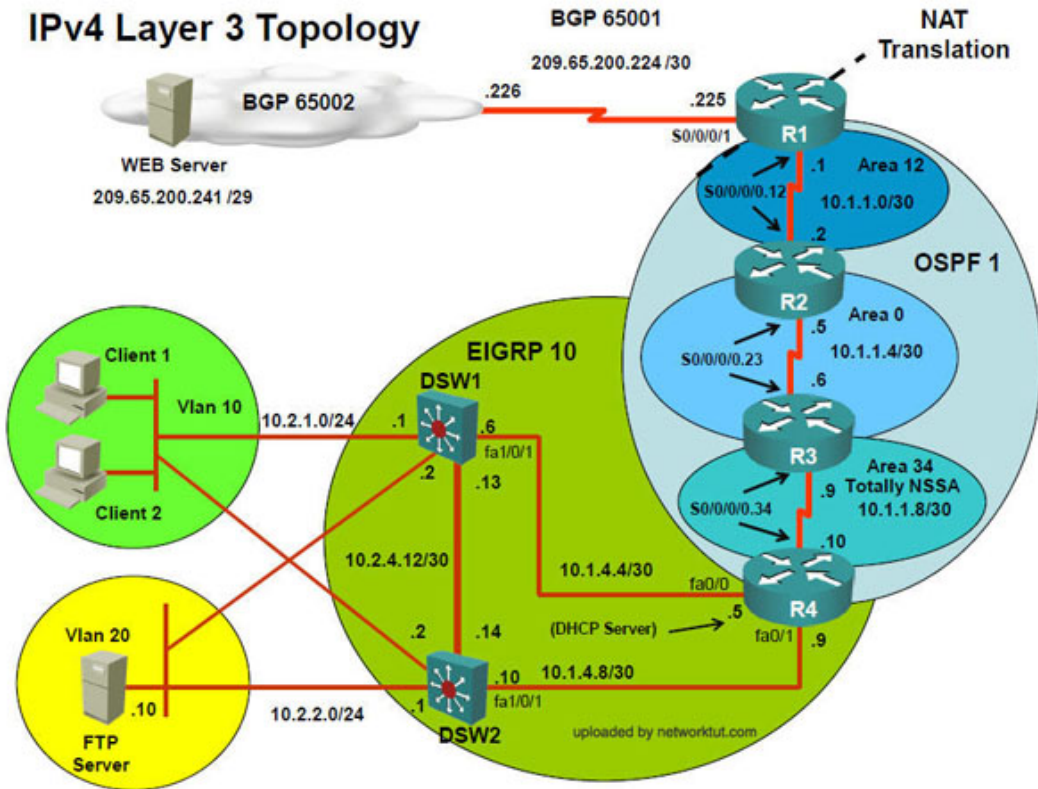 IPv4 Layer 3 Topology
BGP 65001
NAT
Translation
209.65.200.224 /30
BGP 65002
.226
.225
R1
S0/0/0/1
WEB Server
209.65.200.241 /29
.1
Area 12
S0/0/0/0.12
10.1.1.0/30
.2
OSPF 1
R2
Area 0
.5
10.1.1.4/30
S0/0/0/0.23
.6
R3
Area 34
Totally NSSA
10.1.1.8/30
.9
S0/0/0/0.34
.10
R4
EIGRP 10
DSW1
Client 1
Vlan 10
Client 2
10.2.1.0/24
.1
.6
fa1/0/1
.2
.13
10.2.4.12/30
10.1.4.4/30
fa0/0
.5
(DHCP Server)
fa0/1
.9
.2
.14
.10
10.1.4.8/30
fa1/0/1
.1
DSW2
Vlan 20
.10
FTP
Server
10.2.2.0/24
uploaded by networktut.com